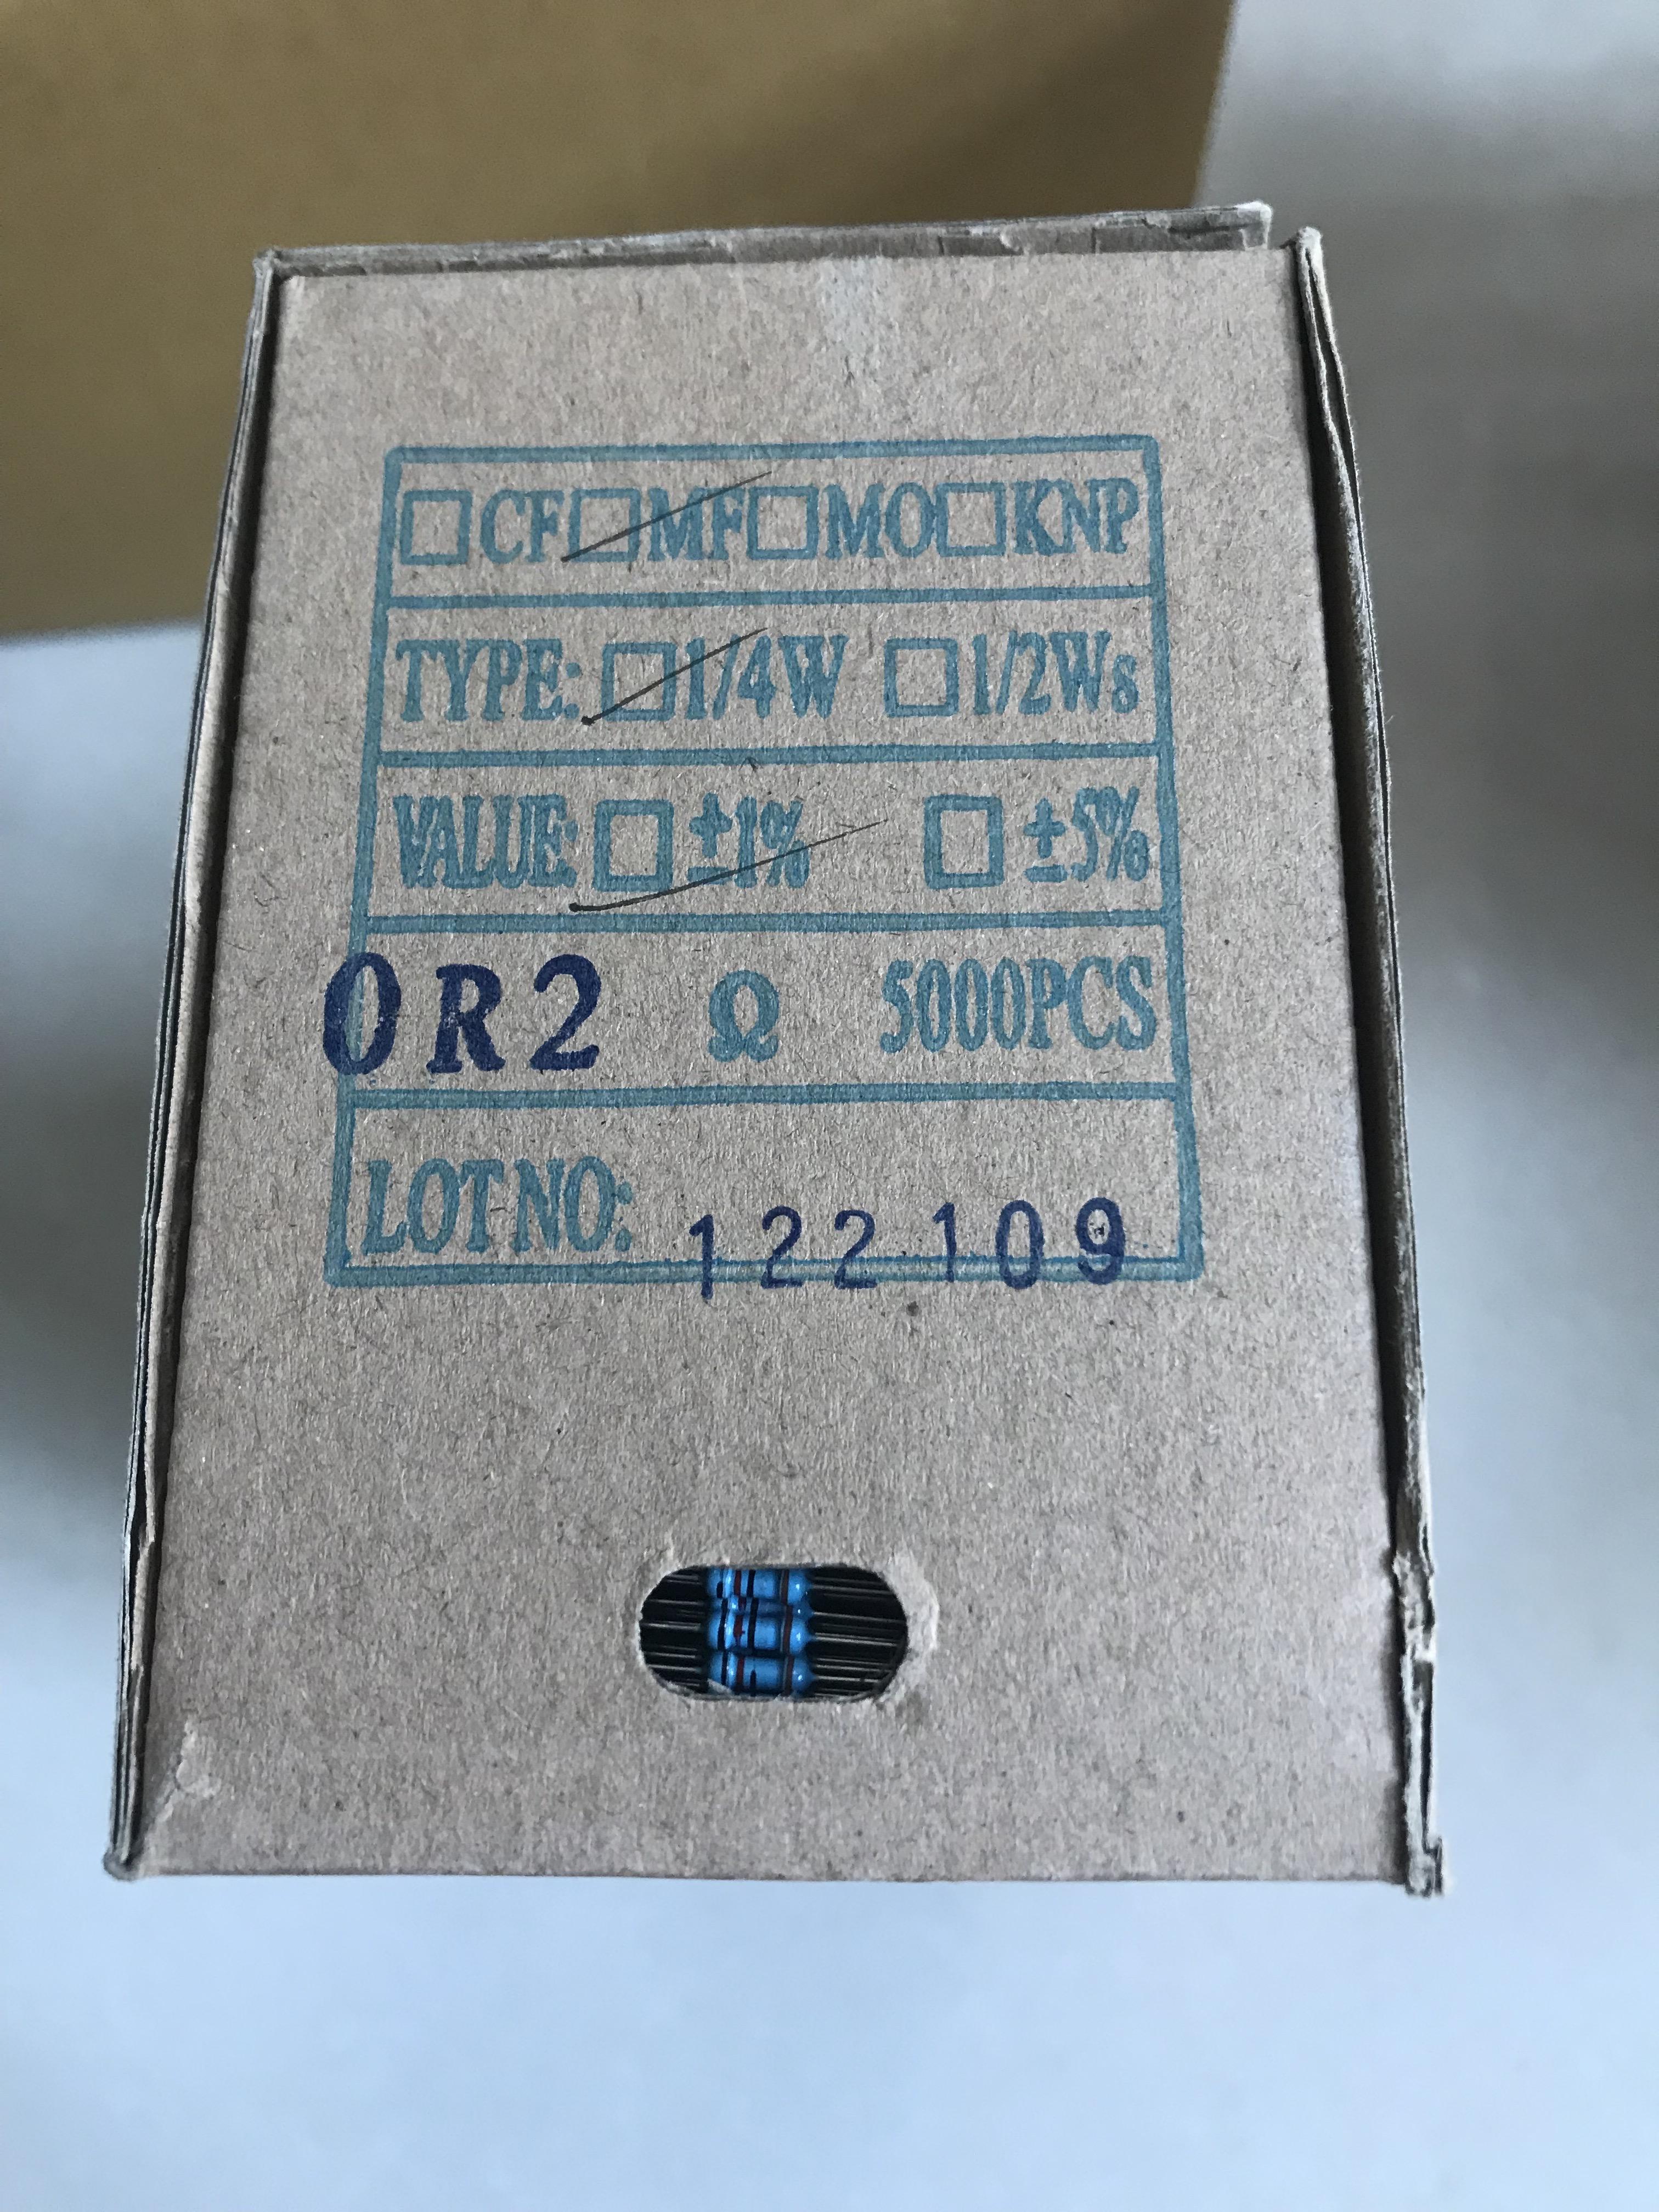 □CF□MF□MO□KNP
TYPE: □1/4W □1/2Ws
VALUE: □±1% □±5%
0R2 Ω 5000PCS
LOT NO: 122109